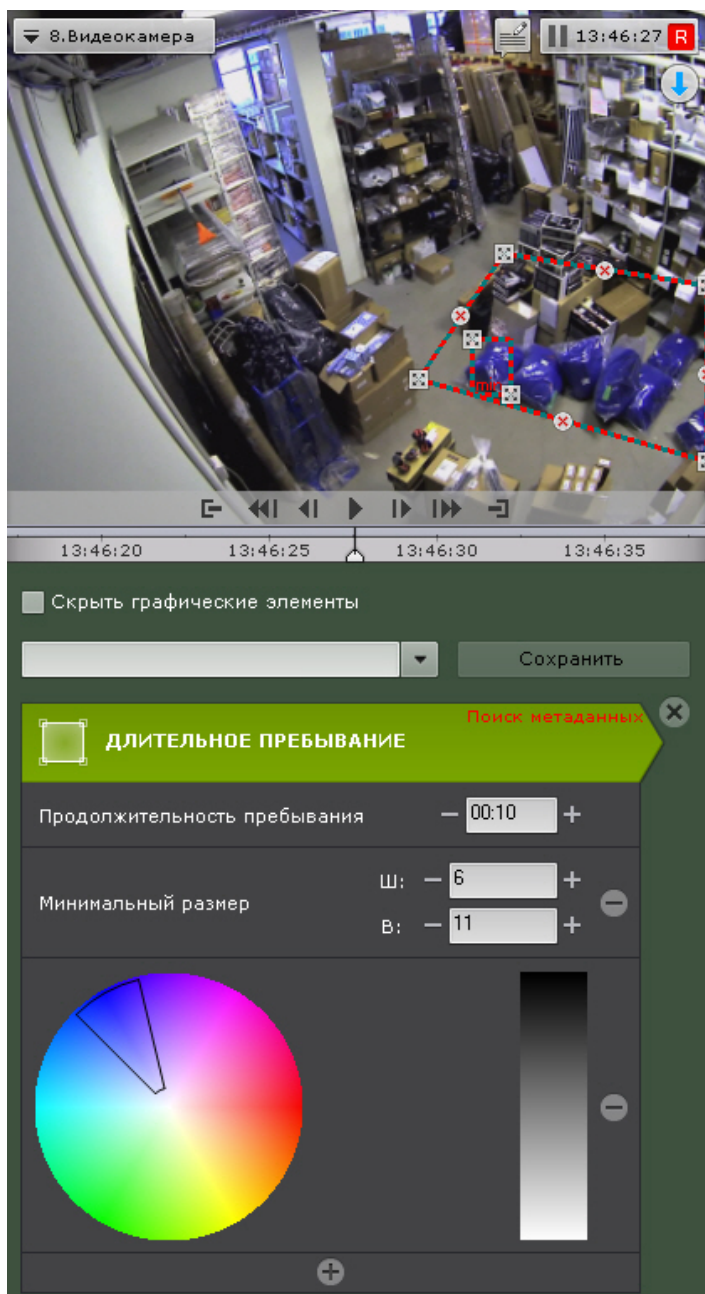 8.Видеокамера
13:46:27 R
min
13:46:20 13:46:25 13:46:30 13:46:35
Скрыть графические элементы
Сохранить
Поиск метаданных
ДЛИТЕЛЬНОЕ ПРЕБЫВАНИЕ
Продолжительность пребывания 00:10
Ш: 6
Минимальный размер
В: 11